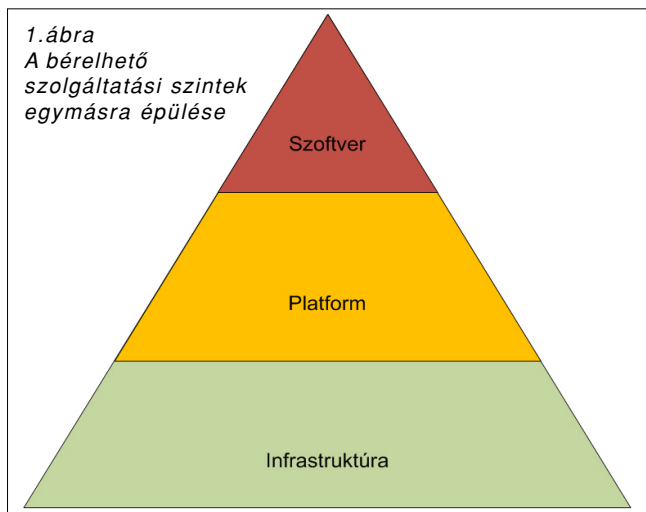 1.ábra
A bérelhető
szolgáltatási szintek
egymásra épülése
Szoftver
Platform
Infrastruktúra